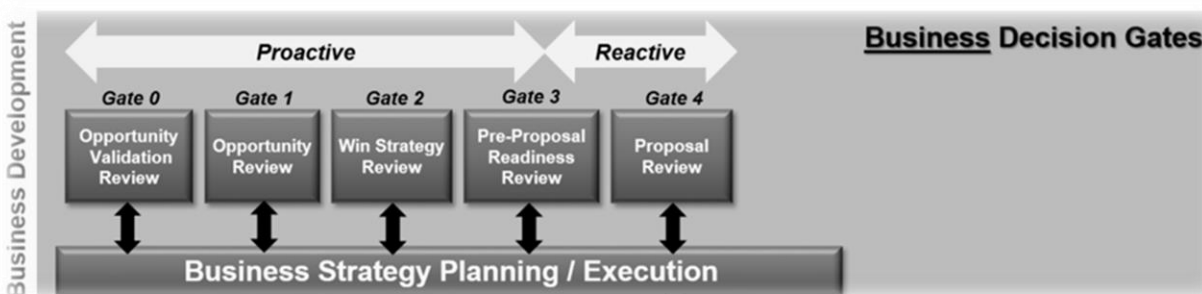 Business Development
Business Decision Gates
Proactive
Reactive
Gate 0
Gate 1
Gate 2
Gate 3
Gate 4
Opportunity
Validation
Review
Opportunity
Review
Win Strategy
Review
Pre-Proposal
Readiness
Review
Proposal
Review
Business Strategy Planning / Execution